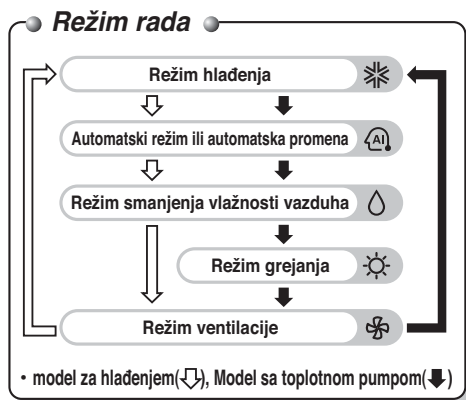 Režim rada
Režim hlađenja
Automatski režim ili automatska promena
AI
Režim smanjenja vlažnosti vazduha
Režim grejanja
Režim ventilacije
• model za hlađenjem(⇩), Model sa toplotnom pumpom(🡇)